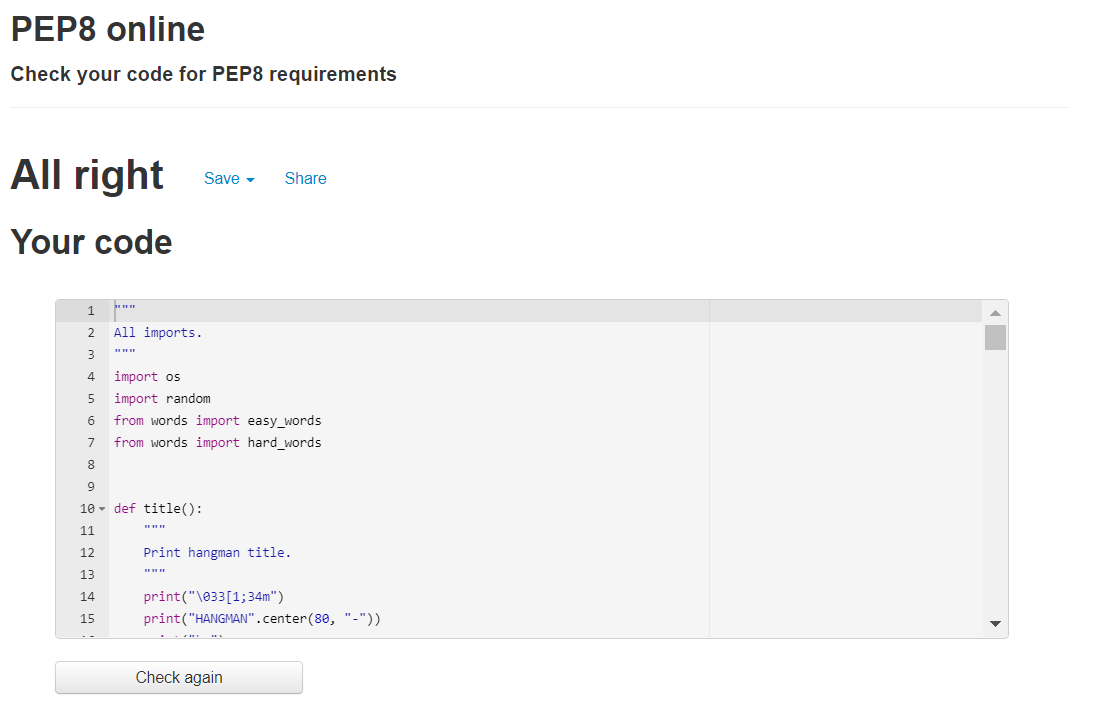 PEP8 online
Check your code for PEP8 requirements
All right Save Share
Your code
1 """
2 All imports.
3 """
4 import os
5 import random
6 from words import easy_words
7 from words import hard_words
8
9
10 def title():
11     """
12     Print hangman title.
13     """
14     print("\033[1;34m")
15     print("HANGMAN".center(80, "-"))
Check again